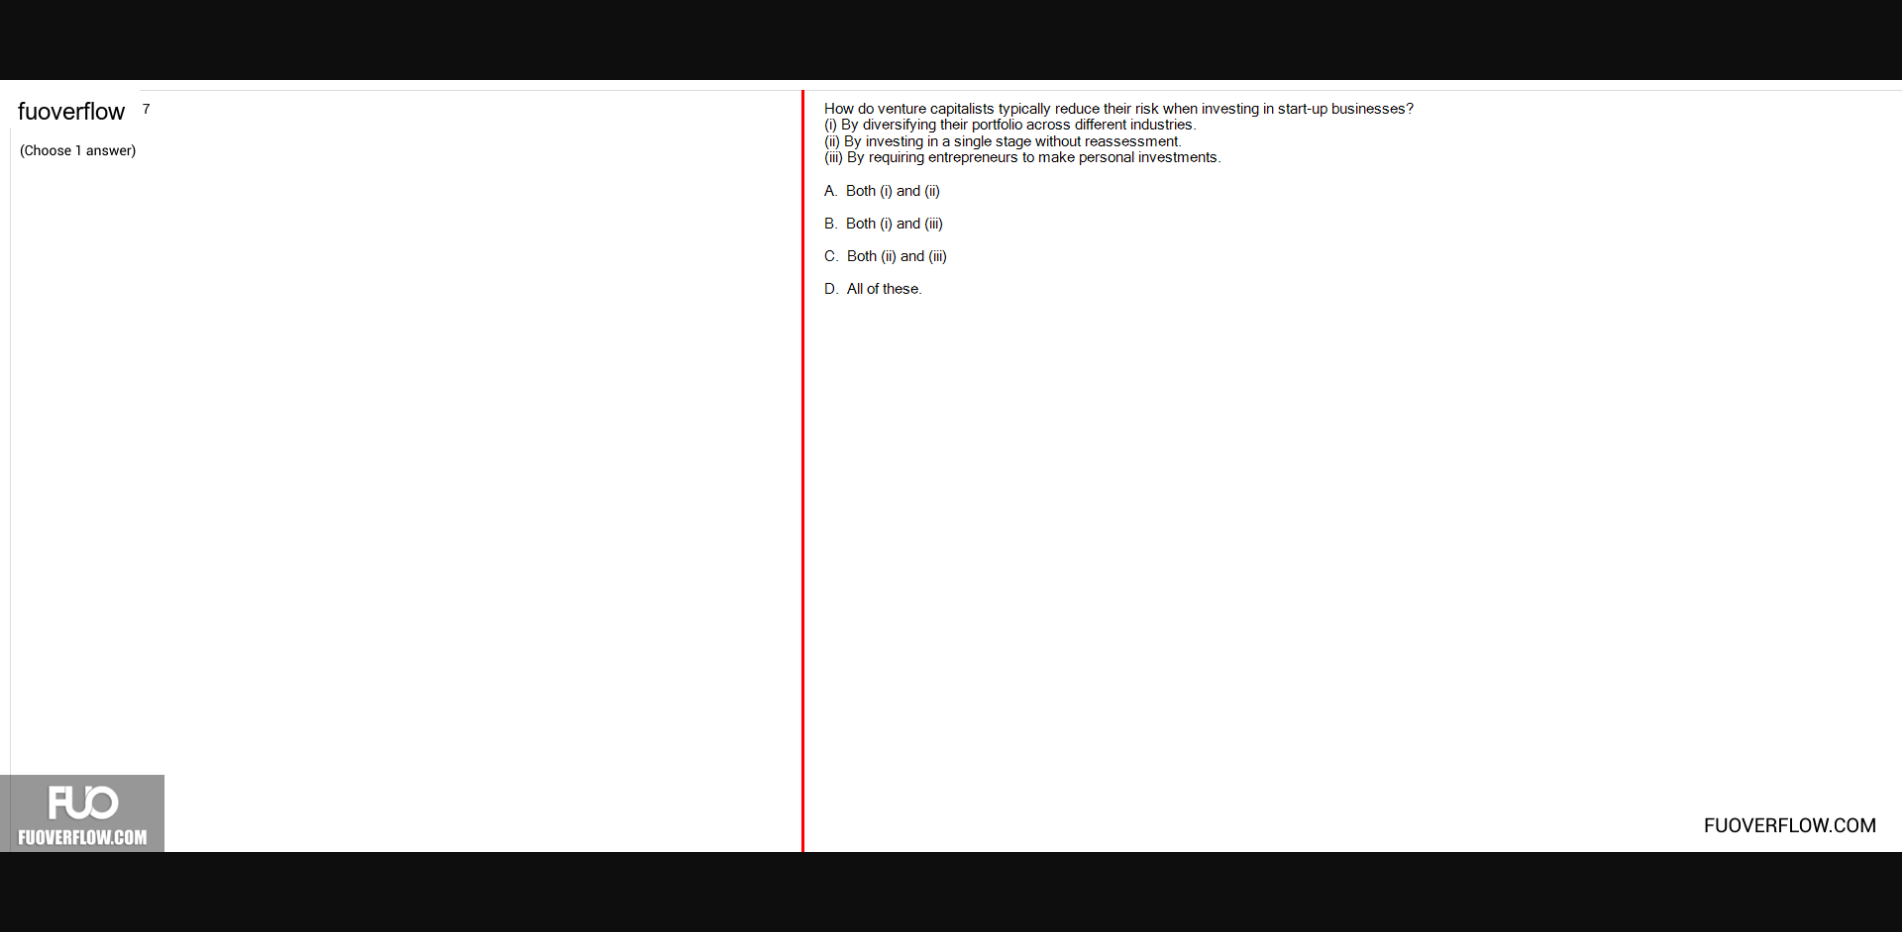 fuoverflow 7
(Choose 1 answer)
How do venture capitalists typically reduce their risk when investing in start-up businesses?
(i) By diversifying their portfolio across different industries.
(ii) By investing in a single stage without reassessment.
(iii) By requiring entrepreneurs to make personal investments.
A. Both (i) and (ii)
B. Both (i) and (iii)
C. Both (ii) and (iii)
D. All of these.
FUO
FUOVERFLOW.COM
FUOVERFLOW.COM